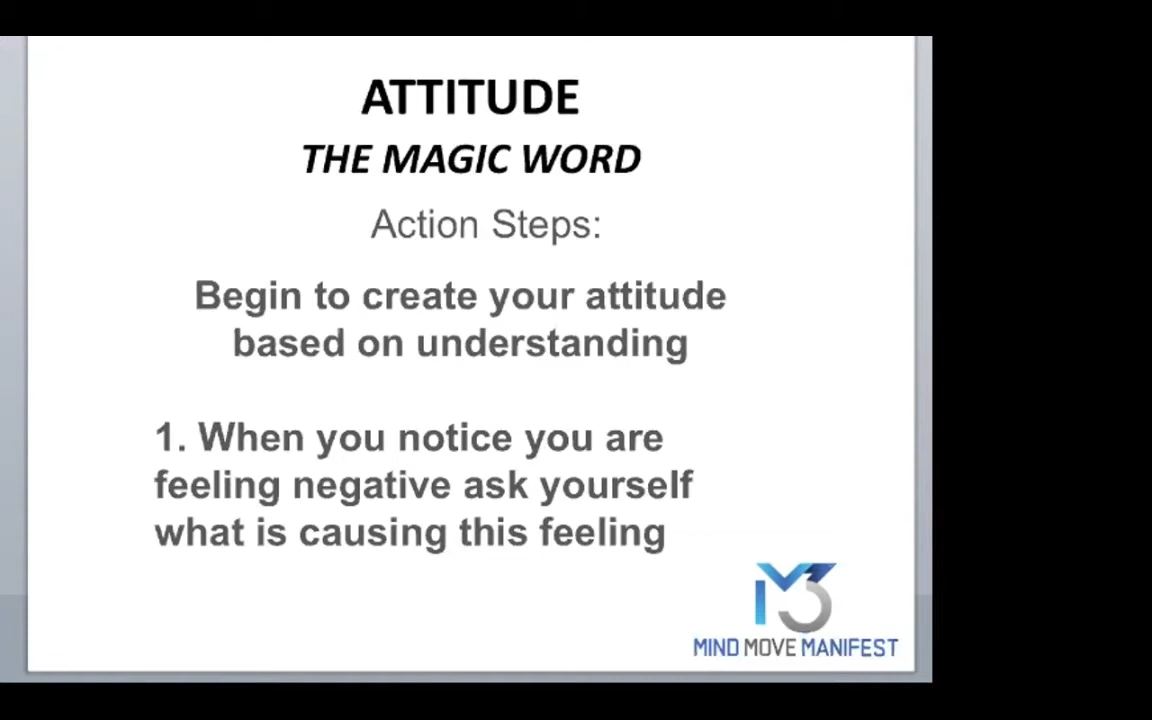 ATTITUDE
THE MAGIC WORD
Action Steps:
Begin to create your attitude
based on understanding
1. When you notice you are
feeling negative ask yourself
what is causing this feeling
M3
MIND MOVE MANIFEST